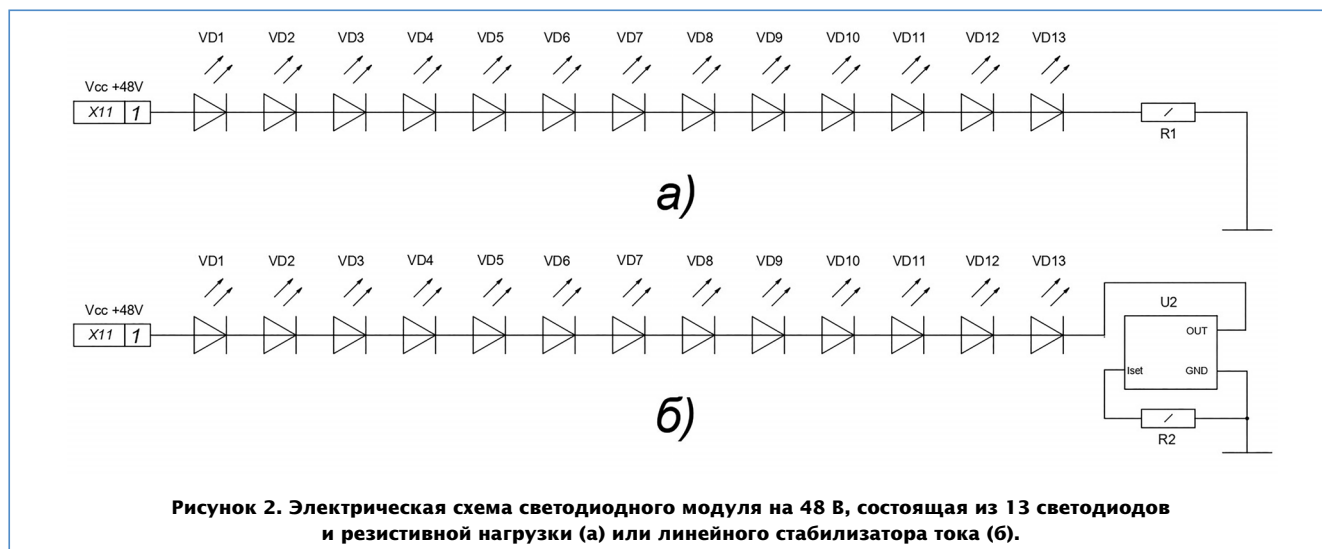 VD1 VD2 VD3 VD4 VD5 VD6 VD7 VD8 VD9 VD10 VD11 VD12 VD13
Vcc +48V
X11 1
R1
а)
VD1 VD2 VD3 VD4 VD5 VD6 VD7 VD8 VD9 VD10 VD11 VD12 VD13
Vcc +48V
U2
X11 1
OUT
Iset GND
R2
б)
Рисунок 2. Электрическая схема светодиодного модуля на 48 В, состоящая из 13 светодиодов
и резистивной нагрузки (а) или линейного стабилизатора тока (б).